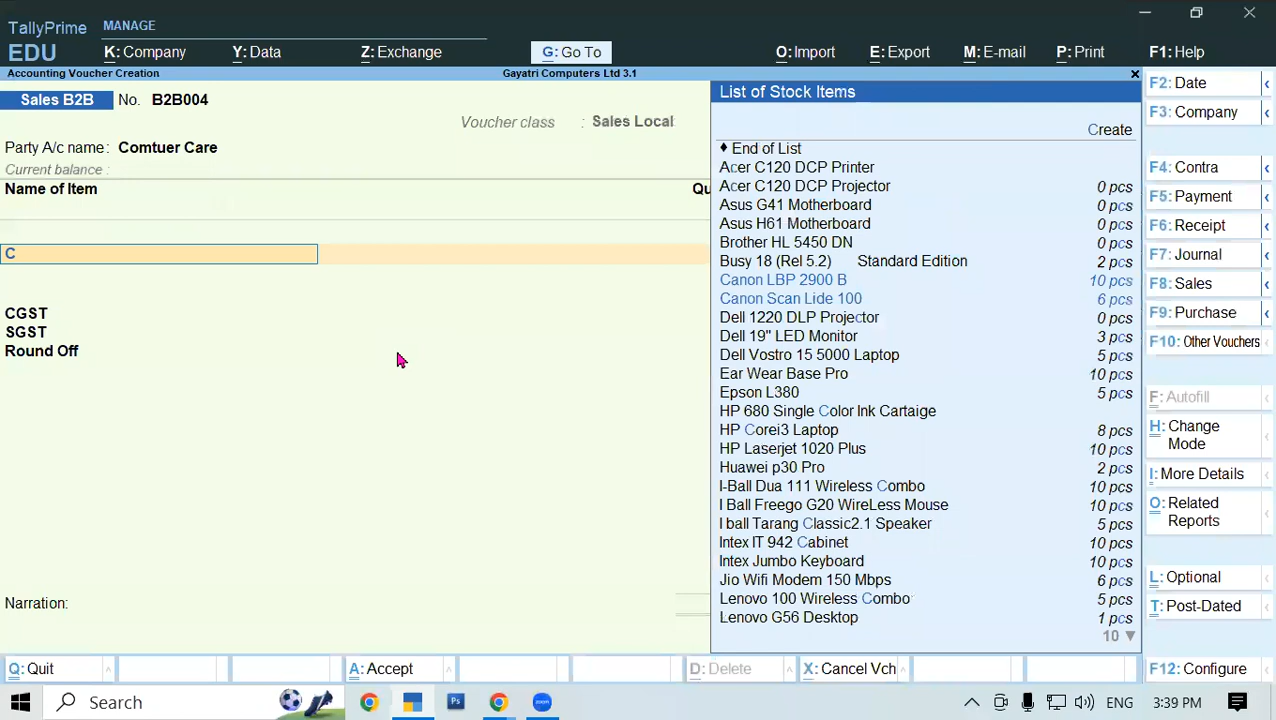 TallyPrime MANAGE
EDU K: Company Y: Data Z: Exchange G: Go To O: Import E: Export M: E-mail P: Print F1: Help
Accounting Voucher Creation Gayatri Computers Ltd 3.1
Sales B2B No. B2B004
Voucher class : Sales Local
Party A/c name : Comtuer Care
Current balance :
Name of Item Qu
C
CGST
SGST
Round Off
Narration:
List of Stock Items
Create
♦ End of List
Acer C120 DCP Printer
Acer C120 DCP Projector 0 pcs
Asus G41 Motherboard 0 pcs
Asus H61 Motherboard 0 pcs
Brother HL 5450 DN 0 pcs
Busy 18 (Rel 5.2) Standard Edition 2 pcs
Canon LBP 2900 B 10 pcs
Canon Scan Lide 100 6 pcs
Dell 1220 DLP Projector 0 pcs
Dell 19" LED Monitor 3 pcs
Dell Vostro 15 5000 Laptop 5 pcs
Ear Wear Base Pro 10 pcs
Epson L380 5 pcs
HP 680 Single Color Ink Cartaige
HP Corei3 Laptop 8 pcs
HP Laserjet 1020 Plus 10 pcs
Huawei p30 Pro 2 pcs
I-Ball Dua 111 Wireless Combo 10 pcs
I Ball Freego G20 WireLess Mouse 10 pcs
I ball Tarang Classic2.1 Speaker 5 pcs
Intex IT 942 Cabinet 10 pcs
Intex Jumbo Keyboard 10 pcs
Jio Wifi Modem 150 Mbps 6 pcs
Lenovo 100 Wireless Combo 5 pcs
Lenovo G56 Desktop 1 pcs
10 ▼
F2: Date
F3: Company
F4: Contra
F5: Payment
F6: Receipt
F7: Journal
F8: Sales
F9: Purchase
F10: Other Vouchers
F: Autofill
H: Change
Mode
I: More Details
O: Related
Reports
L: Optional
T: Post-Dated
Q: Quit A: Accept D: Delete X: Cancel Vch F12: Configure
Search Ps zoom ENG 3:39 PM